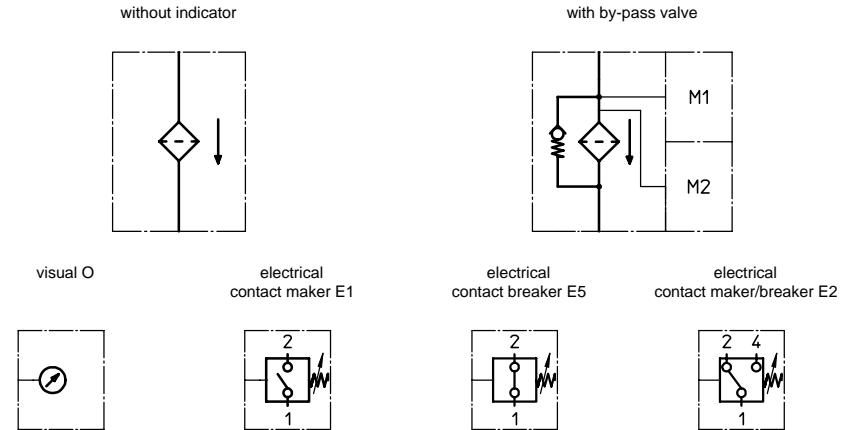 without indicator
with by-pass valve
M1
M2
visual O
electrical
contact maker E1
electrical
contact breaker E5
electrical
contact maker/breaker E2
2
1
2
1
2 4
1